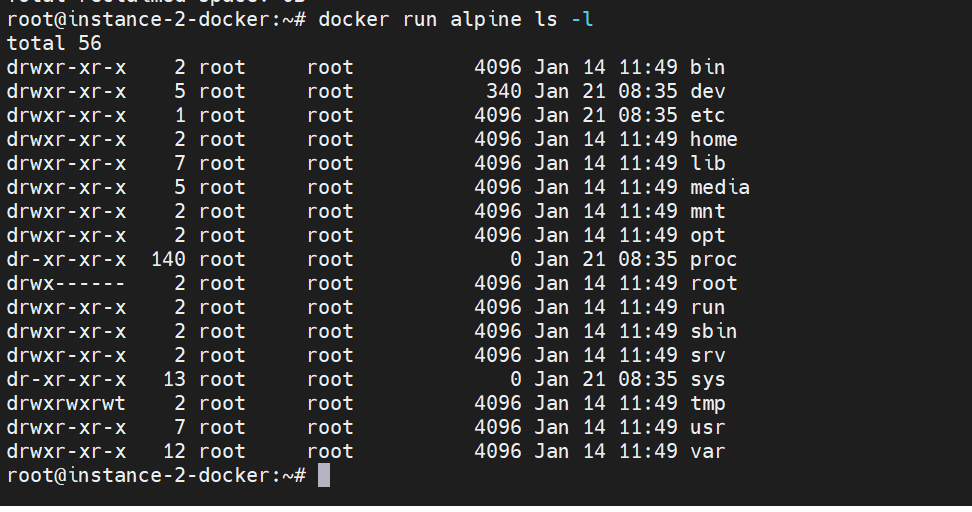 Total reclaimed space: 0B
root@instance-2-docker:~# docker run alpine ls -l
total 56
drwxr-xr-x    2 root     root          4096 Jan 14 11:49 bin
drwxr-xr-x    5 root     root           340 Jan 21 08:35 dev
drwxr-xr-x    1 root     root          4096 Jan 21 08:35 etc
drwxr-xr-x    2 root     root          4096 Jan 14 11:49 home
drwxr-xr-x    7 root     root          4096 Jan 14 11:49 lib
drwxr-xr-x    5 root     root          4096 Jan 14 11:49 media
drwxr-xr-x    2 root     root          4096 Jan 14 11:49 mnt
drwxr-xr-x    2 root     root          4096 Jan 14 11:49 opt
dr-xr-xr-x  140 root     root             0 Jan 21 08:35 proc
drwx------    2 root     root          4096 Jan 14 11:49 root
drwxr-xr-x    2 root     root          4096 Jan 14 11:49 run
drwxr-xr-x    2 root     root          4096 Jan 14 11:49 sbin
drwxr-xr-x    2 root     root          4096 Jan 14 11:49 srv
dr-xr-xr-x   13 root     root             0 Jan 21 08:35 sys
drwxrwxrwt    2 root     root          4096 Jan 14 11:49 tmp
drwxr-xr-x    7 root     root          4096 Jan 14 11:49 usr
drwxr-xr-x   12 root     root          4096 Jan 14 11:49 var
root@instance-2-docker:~#